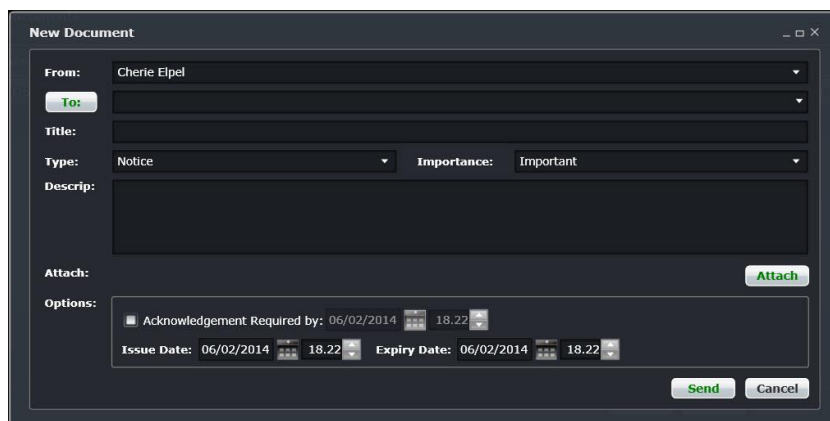 New Document
From: Cherie Elpel
To:
Title:
Type: Notice Importance: Important
Descrip:
Attach: Attach
Options:
Acknowledgement Required by: 06/02/2014 18.22
Issue Date: 06/02/2014 18.22 Expiry Date: 06/02/2014 18.22
Send Cancel